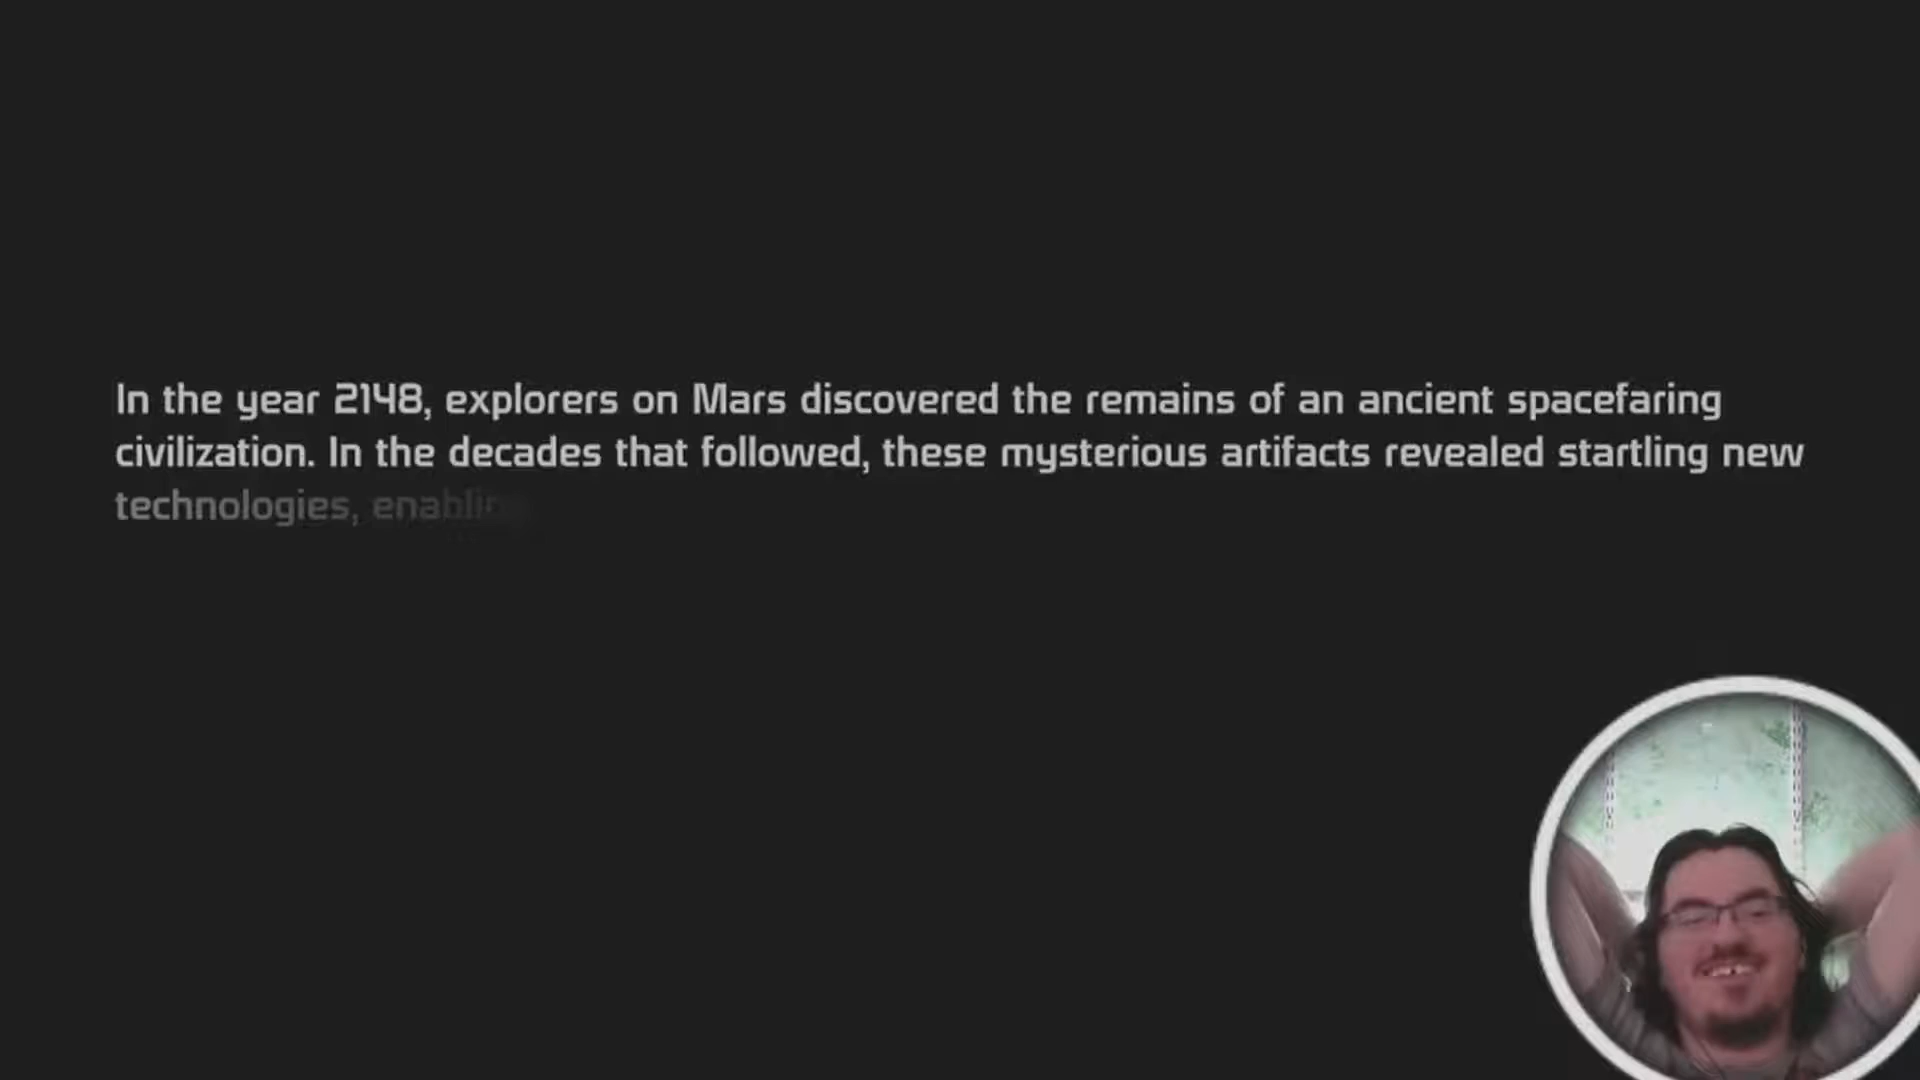 In the year 2148, explorers on Mars discovered the remains of an ancient spacefaring
civilization. In the decades that followed, these mysterious artifacts revealed startling new
technologies, enabling